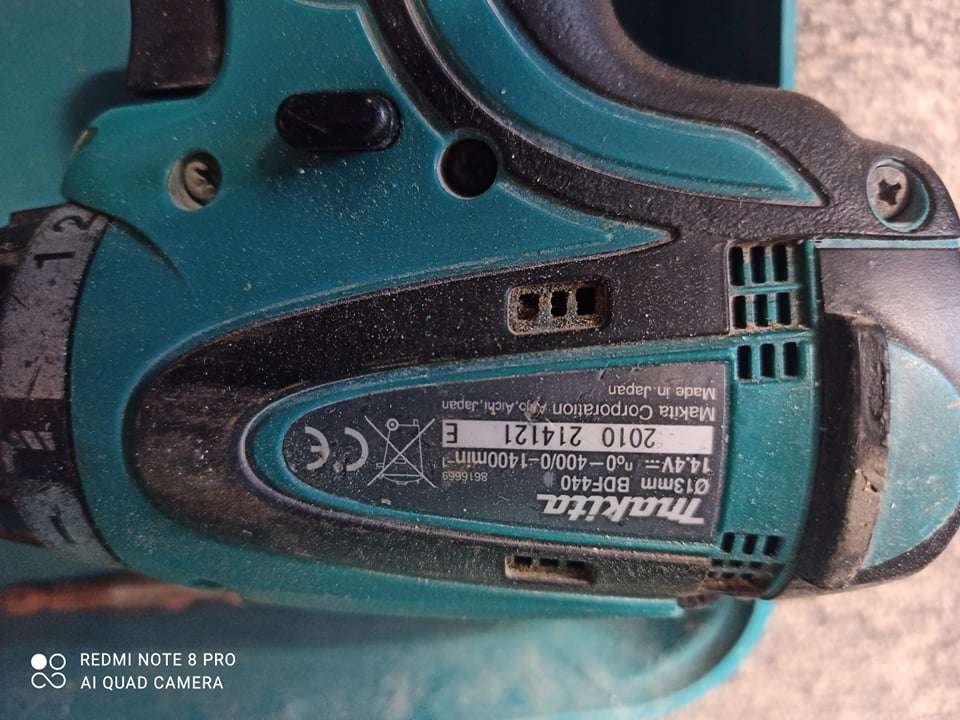 makita
Ø13mm BDF440
14.4V⎓ n₀0-400/0-1400min⁻¹
8616669
2010 214121 E
Makita Corporation Anjo, Aichi, Japan
Made in Japan
CE
1 2
REDMI NOTE 8 PRO
AI QUAD CAMERA